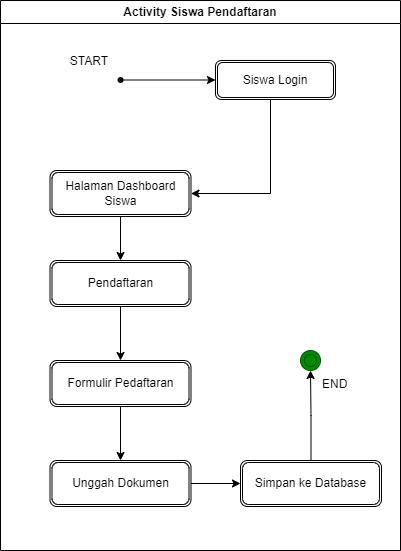 Activity Siswa Pendaftaran
START
Siswa Login
Halaman Dashboard
Siswa
Pendaftaran
Formulir Pedaftaran
END
Unggah Dokumen
Simpan ke Database